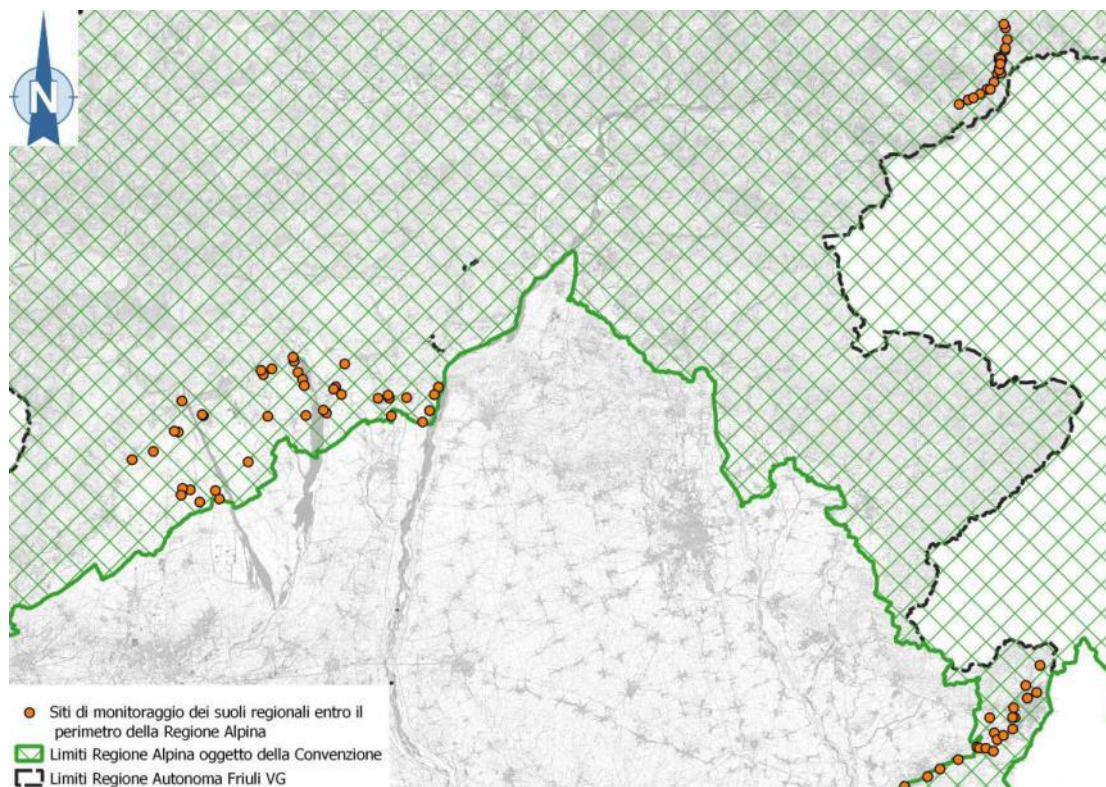 N
Siti di monitoraggio dei suoli regionali entro il
perimetro della Regione Alpina
Limiti Regione Alpina oggetto della Convenzione
Limiti Regione Autonoma Friuli VG